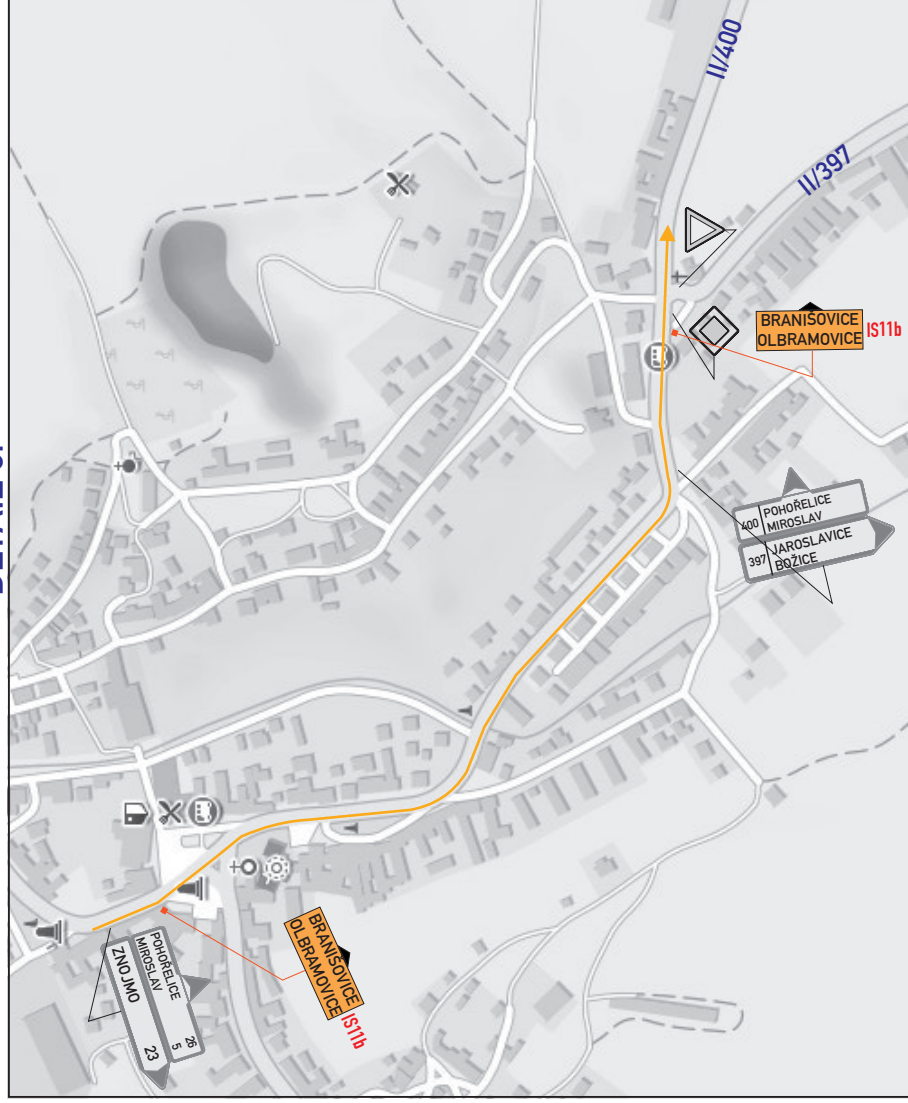 II/400
II/397
BRANIŠOVICE
OLBRAMOVICE
IS11b
400 POHOŘELICE
MIROSLAV
397 JAROSLAVICE
BOŽICE
BRANIŠOVICE
OLBRAMOVICE
IS11b
POHOŘELICE 26
MIROSLAV 5
ZNOJMO 23